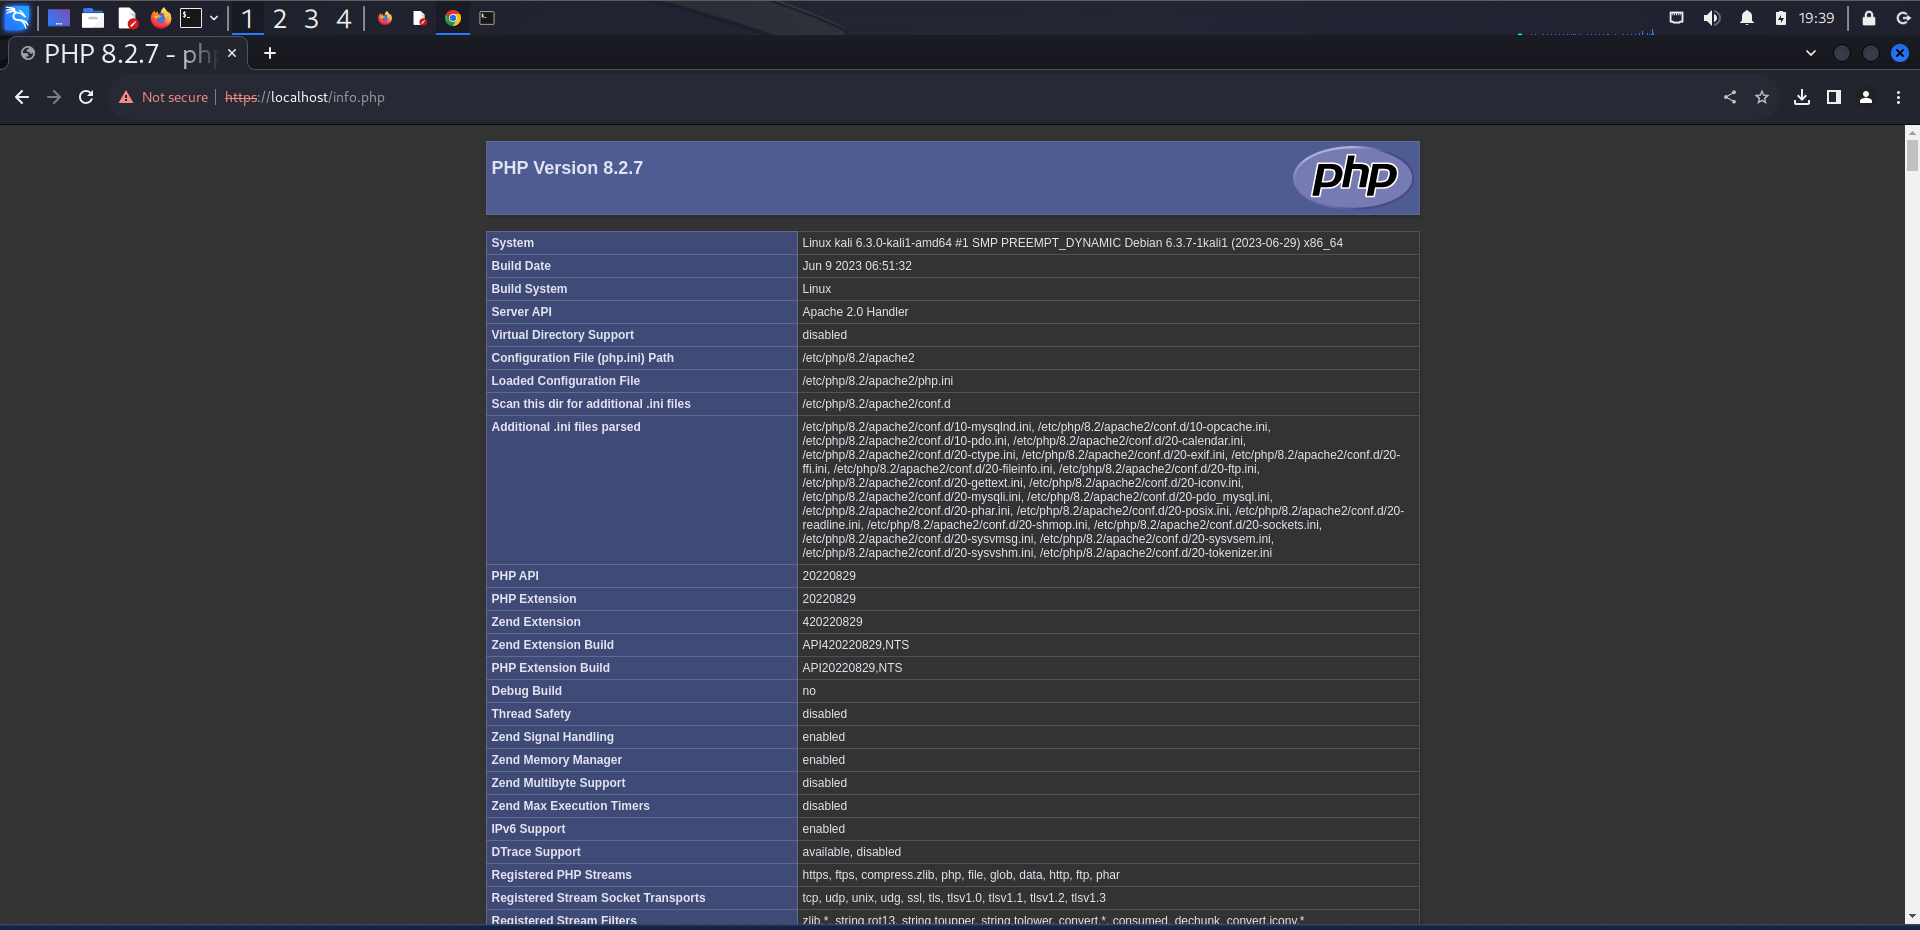 1 2 3 4
19:39
PHP 8.2.7 - php
Not secure
https://localhost/info.php
PHP Version 8.2.7
php
System Linux kali 6.3.0-kali1-amd64 #1 SMP PREEMPT_DYNAMIC Debian 6.3.7-1kali1 (2023-06-29) x86_64
Build Date Jun 9 2023 06:51:32
Build System Linux
Server API Apache 2.0 Handler
Virtual Directory Support disabled
Configuration File (php.ini) Path /etc/php/8.2/apache2
Loaded Configuration File /etc/php/8.2/apache2/php.ini
Scan this dir for additional .ini files /etc/php/8.2/apache2/conf.d
Additional .ini files parsed /etc/php/8.2/apache2/conf.d/10-mysqlnd.ini, /etc/php/8.2/apache2/conf.d/10-opcache.ini,
/etc/php/8.2/apache2/conf.d/10-pdo.ini, /etc/php/8.2/apache2/conf.d/20-calendar.ini,
/etc/php/8.2/apache2/conf.d/20-ctype.ini, /etc/php/8.2/apache2/conf.d/20-exif.ini, /etc/php/8.2/apache2/conf.d/20-
ffi.ini, /etc/php/8.2/apache2/conf.d/20-fileinfo.ini, /etc/php/8.2/apache2/conf.d/20-ftp.ini,
/etc/php/8.2/apache2/conf.d/20-gettext.ini, /etc/php/8.2/apache2/conf.d/20-iconv.ini,
/etc/php/8.2/apache2/conf.d/20-mysqli.ini, /etc/php/8.2/apache2/conf.d/20-pdo_mysql.ini,
/etc/php/8.2/apache2/conf.d/20-phar.ini, /etc/php/8.2/apache2/conf.d/20-posix.ini, /etc/php/8.2/apache2/conf.d/20-
readline.ini, /etc/php/8.2/apache2/conf.d/20-shmop.ini, /etc/php/8.2/apache2/conf.d/20-sockets.ini,
/etc/php/8.2/apache2/conf.d/20-sysvmsg.ini, /etc/php/8.2/apache2/conf.d/20-sysvsem.ini,
/etc/php/8.2/apache2/conf.d/20-sysvshm.ini, /etc/php/8.2/apache2/conf.d/20-tokenizer.ini
PHP API 20220829
PHP Extension 20220829
Zend Extension 420220829
Zend Extension Build API420220829,NTS
PHP Extension Build API20220829,NTS
Debug Build no
Thread Safety disabled
Zend Signal Handling enabled
Zend Memory Manager enabled
Zend Multibyte Support disabled
Zend Max Execution Timers disabled
IPv6 Support enabled
DTrace Support available, disabled
Registered PHP Streams https, ftps, compress.zlib, php, file, glob, data, http, ftp, phar
Registered Stream Socket Transports tcp, udp, unix, udg, ssl, tls, tlsv1.0, tlsv1.1, tlsv1.2, tlsv1.3
Registered Stream Filters zlib.*, string.rot13, string.toupper, string.tolower, convert.*, consumed, dechunk, convert.iconv.*